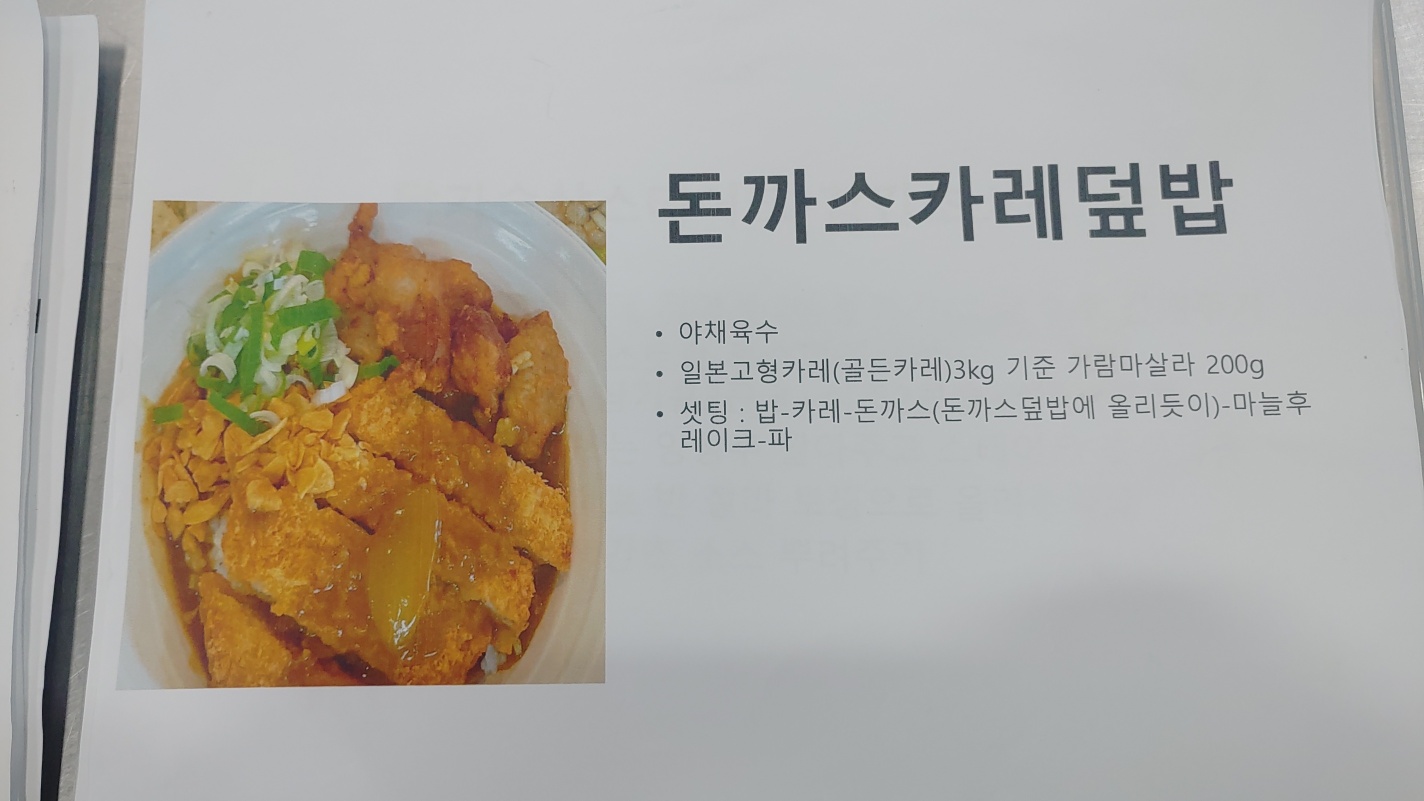 돈까스카레덮밥
• 야채육수
• 일본고형카레(골든카레)3kg 기준 가람마살라 200g
• 셋팅 : 밥-카레-돈까스(돈까스덮밥에 올리듯이)-마늘후
레이크-파